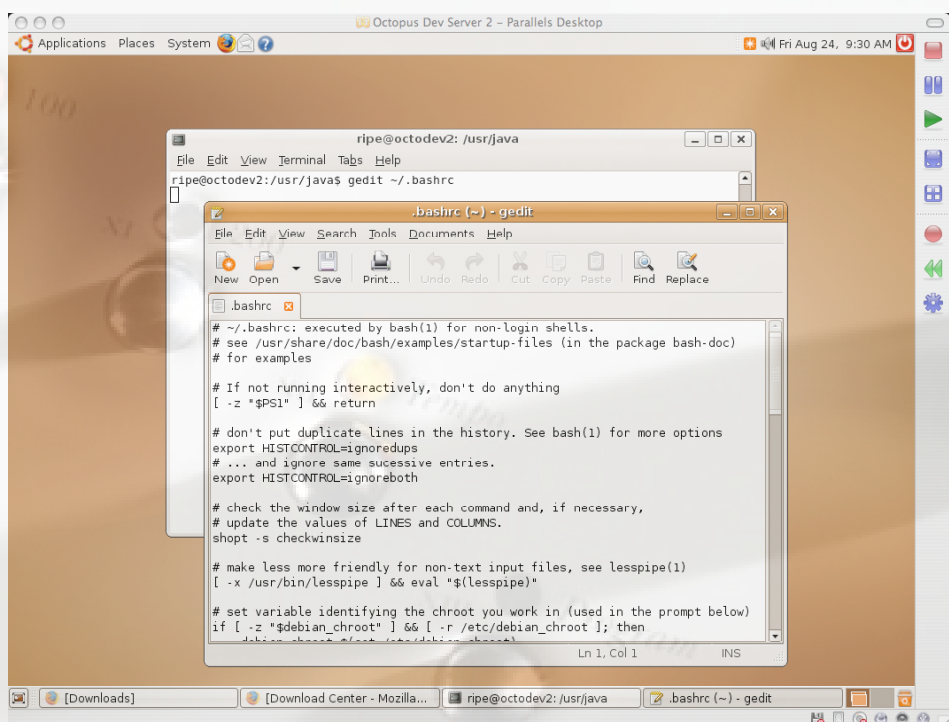 Octopus Dev Server 2 – Parallels Desktop
Applications Places System
Fri Aug 24, 9:30 AM
ripe@octodev2: /usr/java
File Edit View Terminal Tabs Help
ripe@octodev2:/usr/java$ gedit ~/.bashrc
.bashrc (~) - gedit
File Edit View Search Tools Documents Help
New Open Save Print... Undo Redo Cut Copy Paste Find Replace
.bashrc
# ~/.bashrc: executed by bash(1) for non-login shells.
# see /usr/share/doc/bash/examples/startup-files (in the package bash-doc)
# for examples
# If not running interactively, don't do anything
[ -z "$PS1" ] && return
# don't put duplicate lines in the history. See bash(1) for more options
export HISTCONTROL=ignoredups
# ... and ignore same sucessive entries.
export HISTCONTROL=ignoreboth
# check the window size after each command and, if necessary,
# update the values of LINES and COLUMNS.
shopt -s checkwinsize
# make less more friendly for non-text input files, see lesspipe(1)
[ -x /usr/bin/lesspipe ] && eval "$(lesspipe)"
# set variable identifying the chroot you work in (used in the prompt below)
if [ -z "$debian_chroot" ] && [ -r /etc/debian_chroot ]; then
Ln 1, Col 1 INS
[Downloads] [Download Center - Mozilla... ripe@octodev2: /usr/java .bashrc (~) - gedit